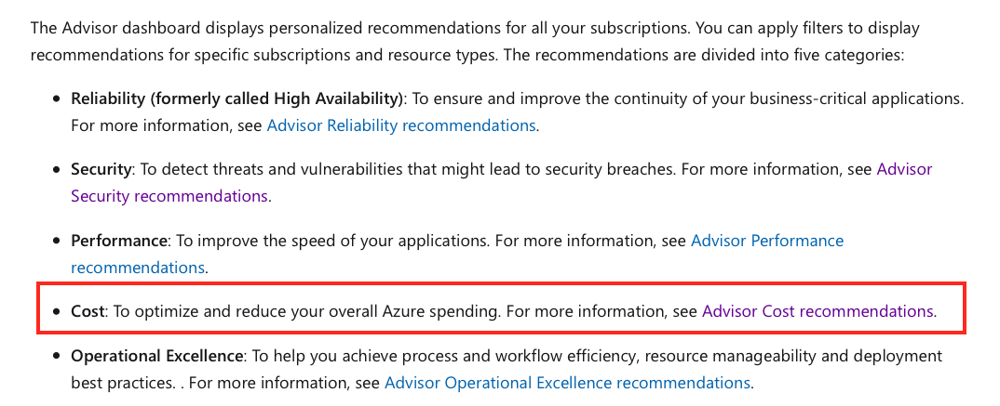 The Advisor dashboard displays personalized recommendations for all your subscriptions. You can apply filters to display
recommendations for specific subscriptions and resource types. The recommendations are divided into five categories:
• Reliability (formerly called High Availability): To ensure and improve the continuity of your business-critical applications.
For more information, see Advisor Reliability recommendations.
• Security: To detect threats and vulnerabilities that might lead to security breaches. For more information, see Advisor
Security recommendations.
• Performance: To improve the speed of your applications. For more information, see Advisor Performance
recommendations.
• Cost: To optimize and reduce your overall Azure spending. For more information, see Advisor Cost recommendations.
• Operational Excellence: To help you achieve process and workflow efficiency, resource manageability and deployment
best practices. . For more information, see Advisor Operational Excellence recommendations.